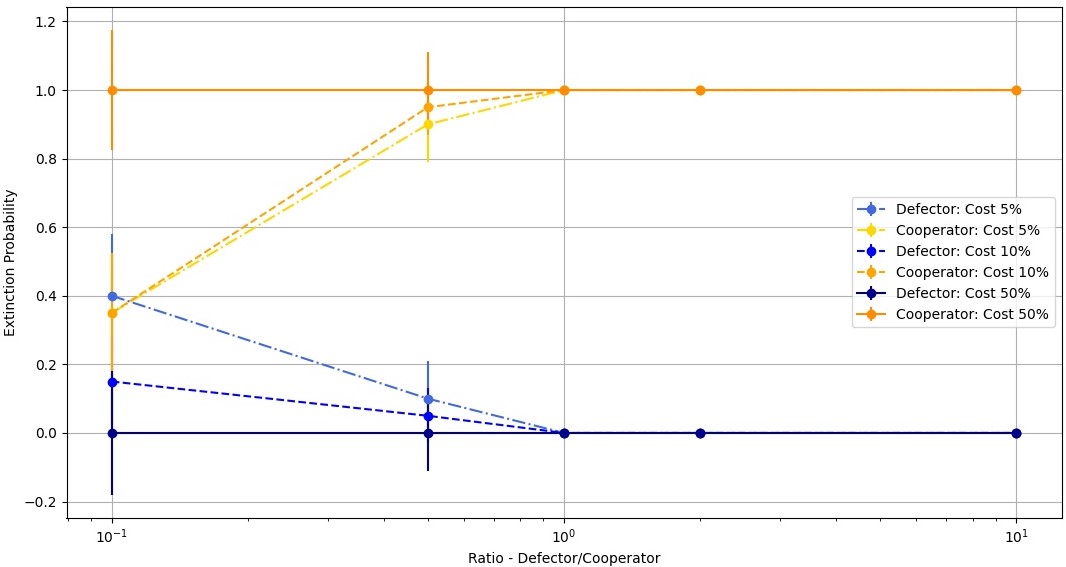 1.2
1.0
0.8
0.6
0.4
0.2
0.0
−0.2
Extinction Probability
Defector: Cost 5%
Cooperator: Cost 5%
Defector: Cost 10%
Cooperator: Cost 10%
Defector: Cost 50%
Cooperator: Cost 50%
10⁻¹ 10⁰ 10¹
Ratio - Defector/Cooperator